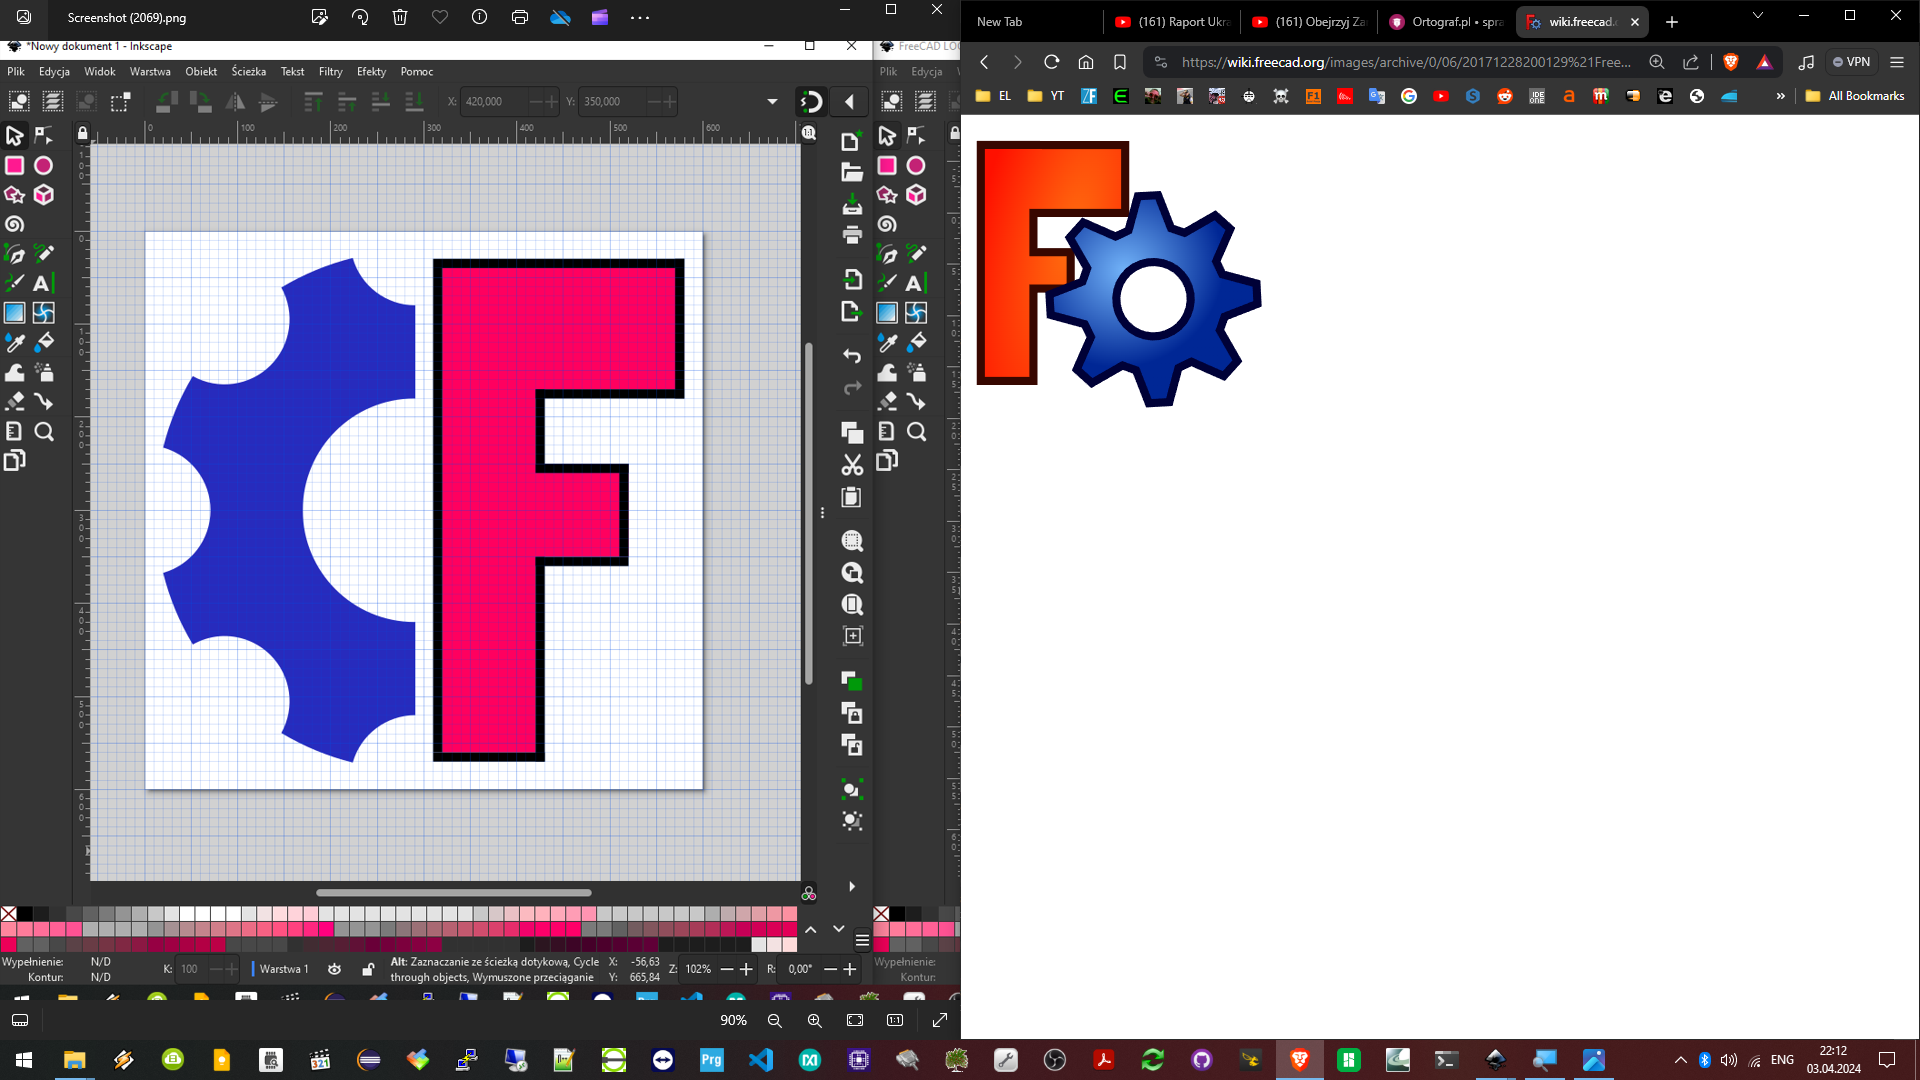 Screenshot (2069).png
*Nowy dokument 1 - Inkscape
FreeCAD LO
Plik Edycja Widok Warstwa Obiekt Ścieżka Tekst Filtry Efekty Pomoc
Plik Edycja
X: 420,000 Y: 350,000
0 100 200 300 400 500 600
Wypełnienie: N/D
Kontur: N/D
K: 100
Warstwa 1
Alt: Zaznaczanie ze ścieżką dotykową, Cycle
through objects, Wymuszone przeciąganie
X: -56,63
Y: 665,84
Z: 102%
R: 0,00°
Wypełnienie:
Kontur:
90%
New Tab
(161) Raport Ukra
(161) Obejrzyj Za
Ortograf.pl • spra
wiki.freecad.o
https://wiki.freecad.org/images/archive/0/06/20171228200129%21Free...
VPN
EL
YT
All Bookmarks
F
Prg
ENG
22:12
03.04.2024